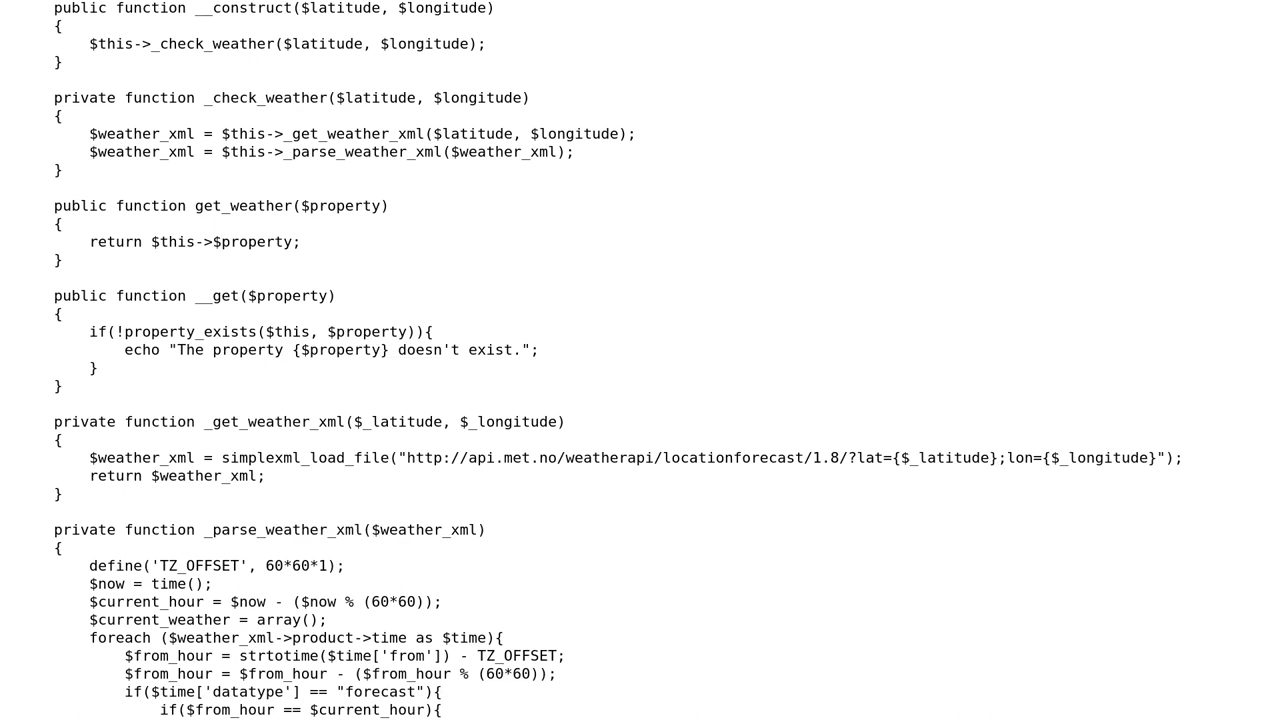 public function __construct($latitude, $longitude)
{
    $this->_check_weather($latitude, $longitude);
}

private function _check_weather($latitude, $longitude)
{
    $weather_xml = $this->_get_weather_xml($latitude, $longitude);
    $weather_xml = $this->_parse_weather_xml($weather_xml);
}

public function get_weather($property)
{
    return $this->$property;
}

public function __get($property)
{
    if(!property_exists($this, $property)){
        echo "The property {$property} doesn't exist.";
    }
}

private function _get_weather_xml($_latitude, $_longitude)
{
    $weather_xml = simplexml_load_file("http://api.met.no/weatherapi/locationforecast/1.8/?lat={$_latitude};lon={$_longitude}");
    return $weather_xml;
}

private function _parse_weather_xml($weather_xml)
{
    define('TZ_OFFSET', 60*60*1);
    $now = time();
    $current_hour = $now - ($now % (60*60));
    $current_weather = array();
    foreach ($weather_xml->product->time as $time){
        $from_hour = strtotime($time['from']) - TZ_OFFSET;
        $from_hour = $from_hour - ($from_hour % (60*60));
        if($time['datatype'] == "forecast"){
            if($from_hour == $current_hour){